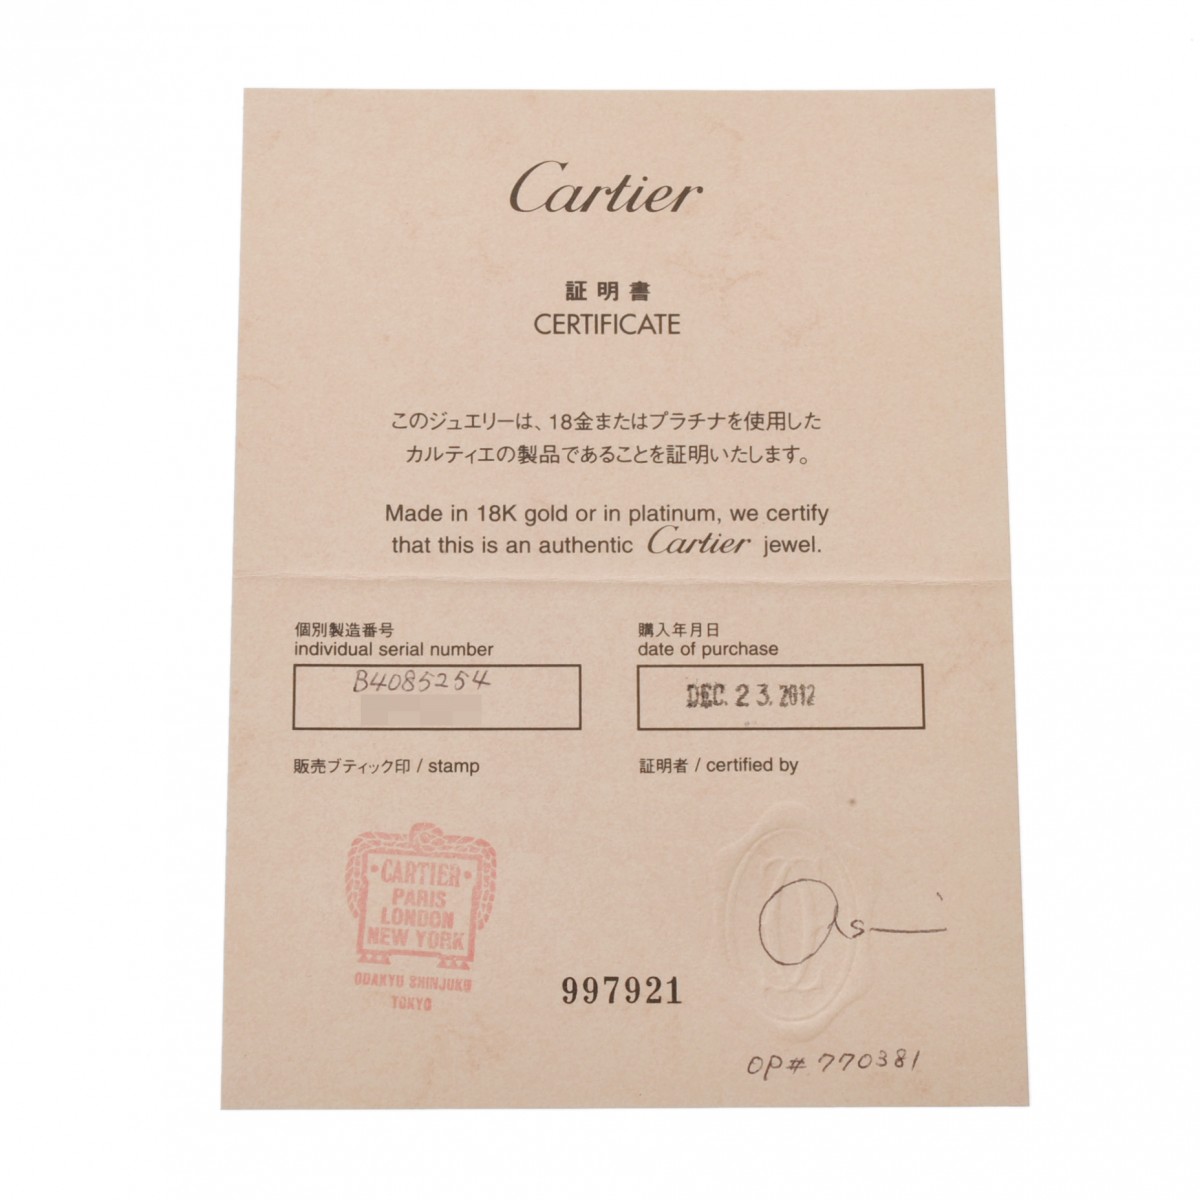 Cartier
証明書
CERTIFICATE
このジュエリーは、18金またはプラチナを使用した
カルティエの製品であることを証明いたします。
Made in 18K gold or in platinum, we certify
that this is an authentic Cartier jewel.
個別製造番号
individual serial number
B4085254
購入年月日
date of purchase
DEC. 23. 2012
販売ブティック印 / stamp
証明者 / certified by
CARTIER
PARIS
LONDON
NEW-YORK
ODAKYU SHINJUKU
TOKYO
997921
OP# 770381